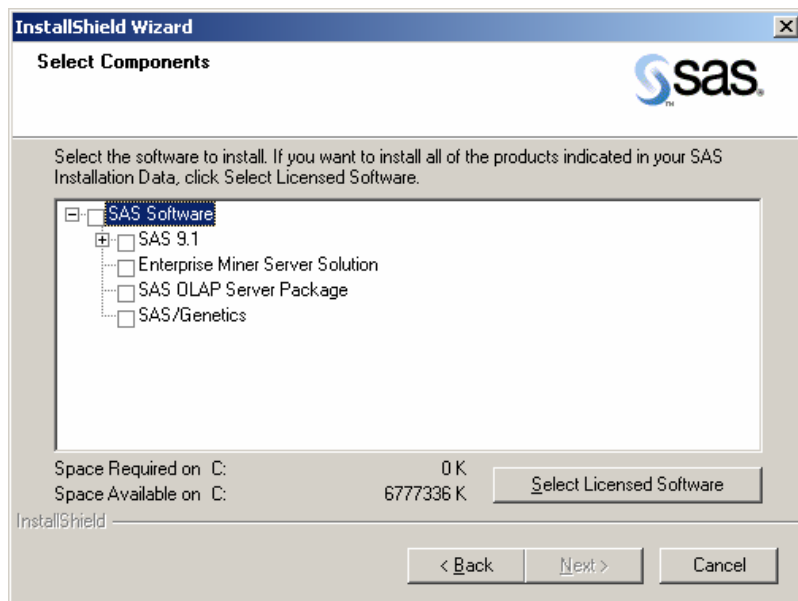 InstallShield Wizard
Select Components
sas.
TM
Select the software to install. If you want to install all of the products indicated in your SAS
Installation Data, click Select Licensed Software.
SAS Software
SAS 9.1
Enterprise Miner Server Solution
SAS OLAP Server Package
SAS/Genetics
Space Required on C: 0 K
Space Available on C: 6777336 K
Select Licensed Software
InstallShield
< Back Next > Cancel